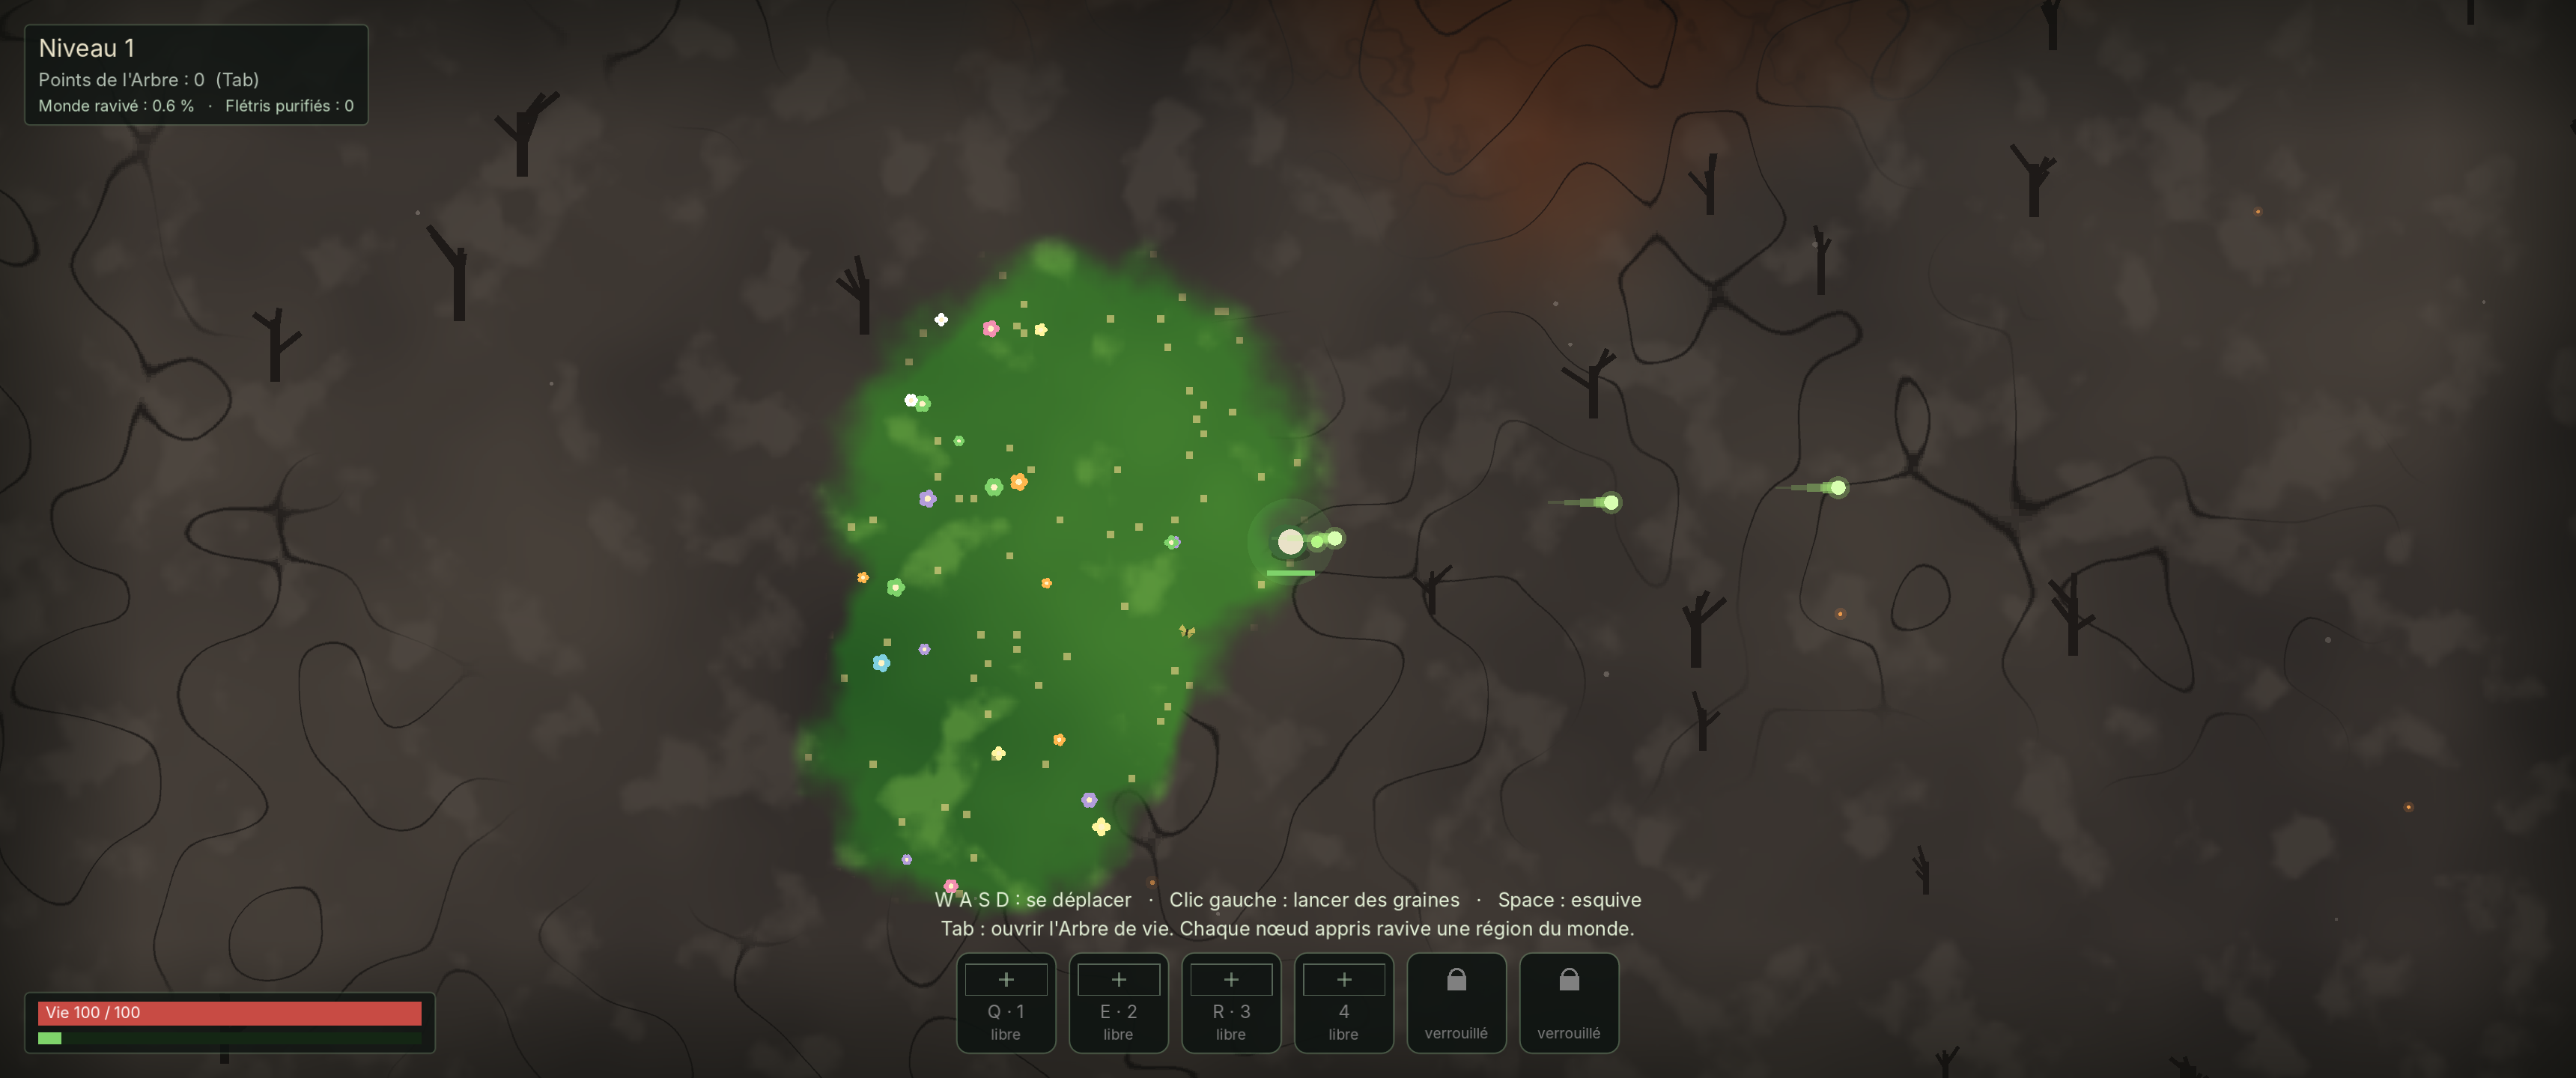 Niveau 1
Points de l'Arbre : 0 (Tab)
Monde ravivé : 0.6 % · Flétris purifiés : 0
W A S D : se déplacer · Clic gauche : lancer des graines · Space : esquive
Tab : ouvrir l'Arbre de vie. Chaque nœud appris ravive une région du monde.
Q · 1
E · 2
R · 3
4
libre
libre
libre
libre
verrouillé
verrouillé
Vie 100 / 100